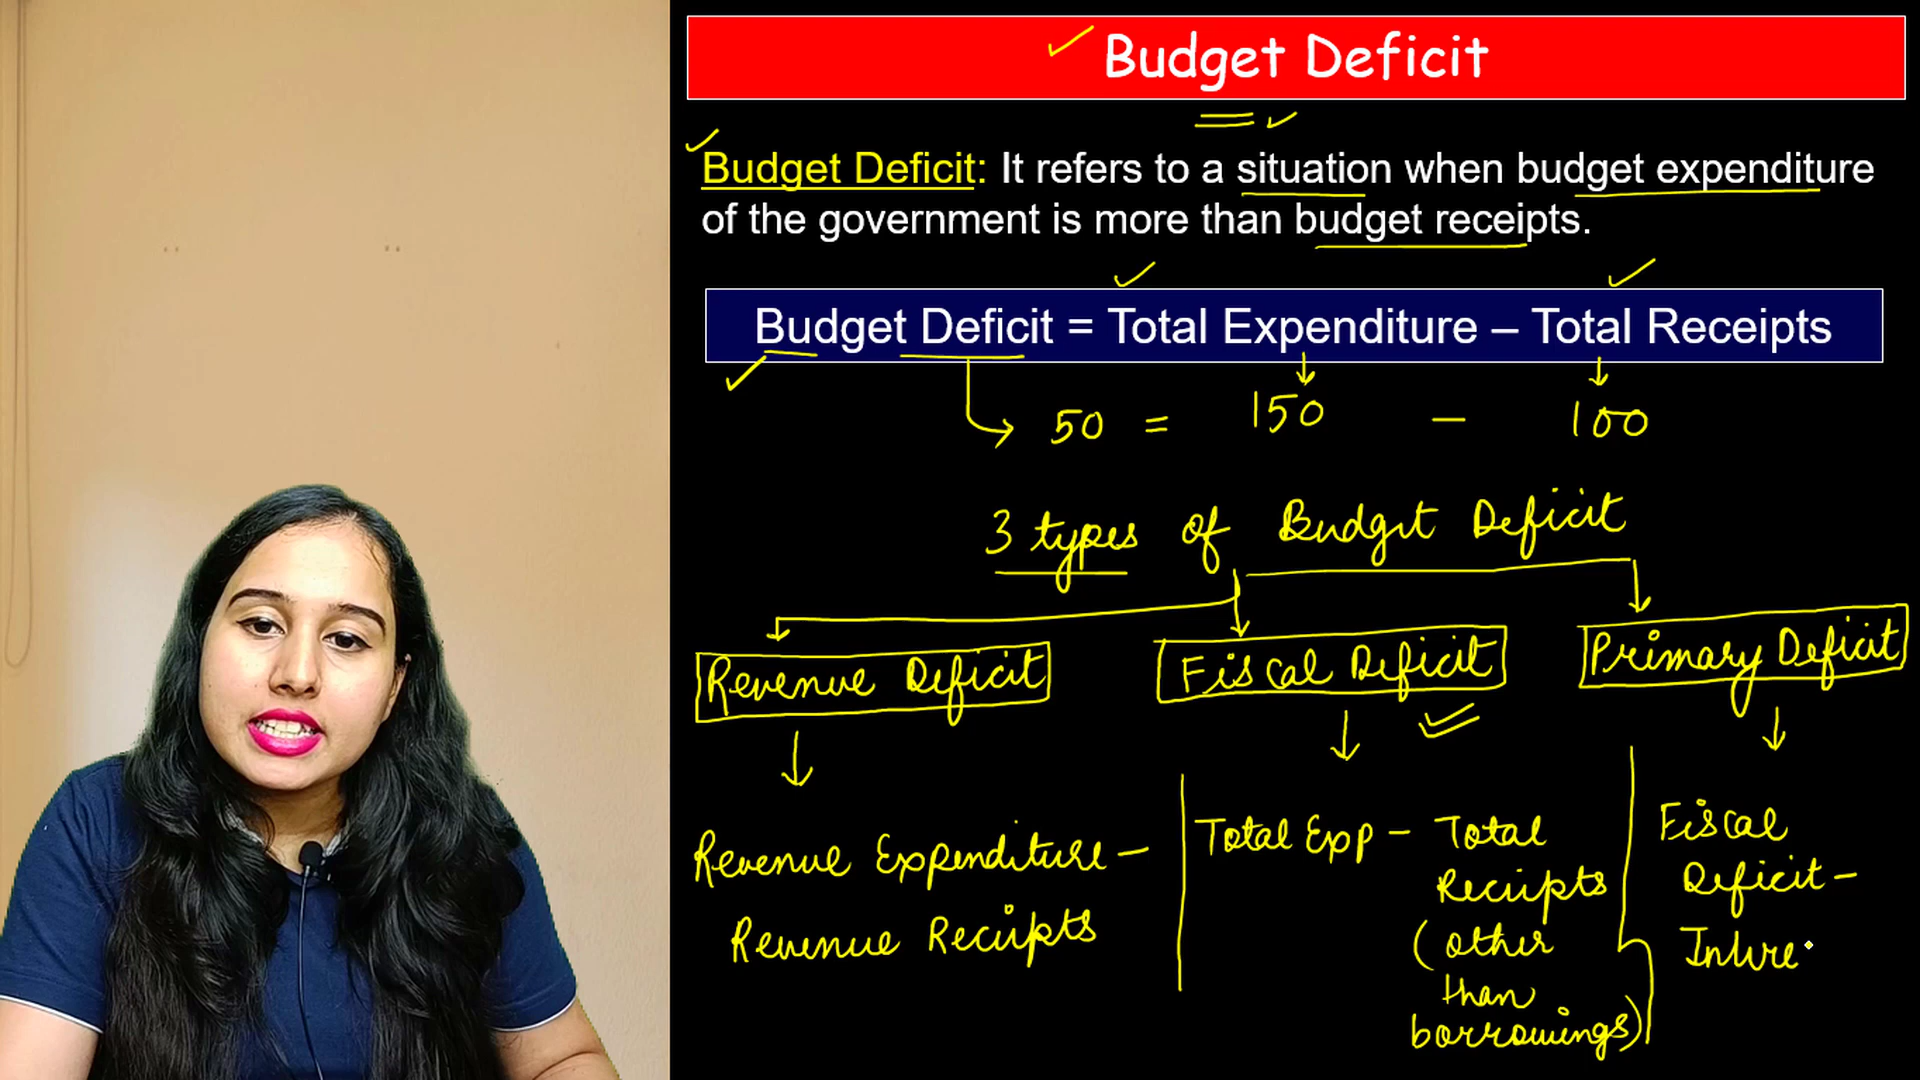 Budget Deficit
Budget Deficit: It refers to a situation when budget expenditure
of the government is more than budget receipts.
Budget Deficit = Total Expenditure – Total Receipts
50 = 150 – 100
3 types of Budget Deficit
Revenue Deficit
Fiscal Deficit
Primary Deficit
Revenue Expenditure –
Revenue Receipts
Total Exp – Total
Receipts
(other
than
borrowings)
Fiscal
Deficit –
Intere